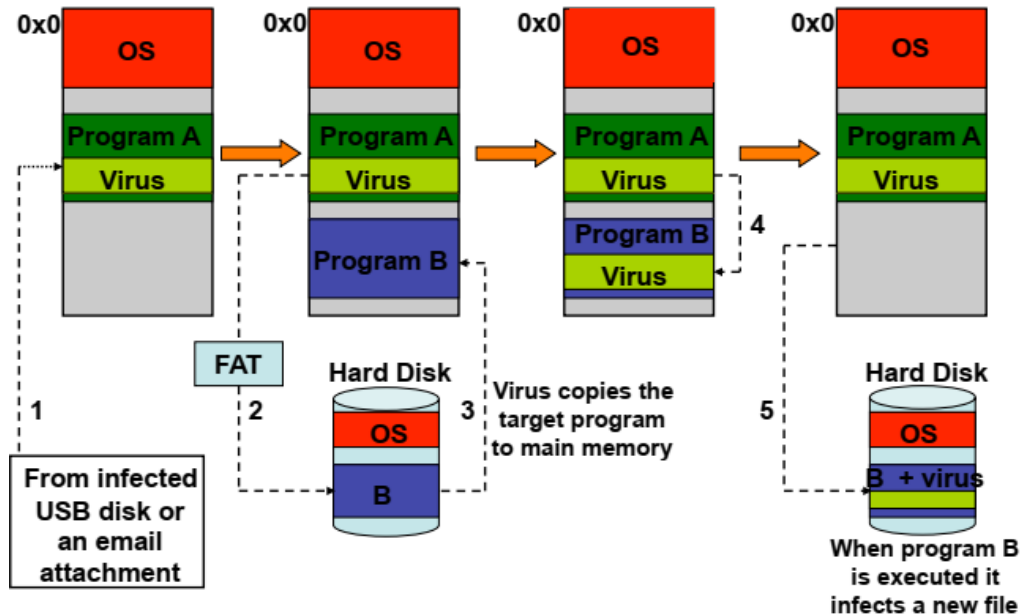 0x0
OS
Program A
Virus
0x0
OS
Program A
Virus
Program B
0x0
OS
Program A
Virus
Program B
Virus
4
0x0
OS
Program A
Virus
1
From infected
USB disk or
an email
attachment
FAT
2
Hard Disk
OS
B
3
Virus copies the
target program
to main memory
5
Hard Disk
OS
B + virus
When program B
is executed it
infects a new file